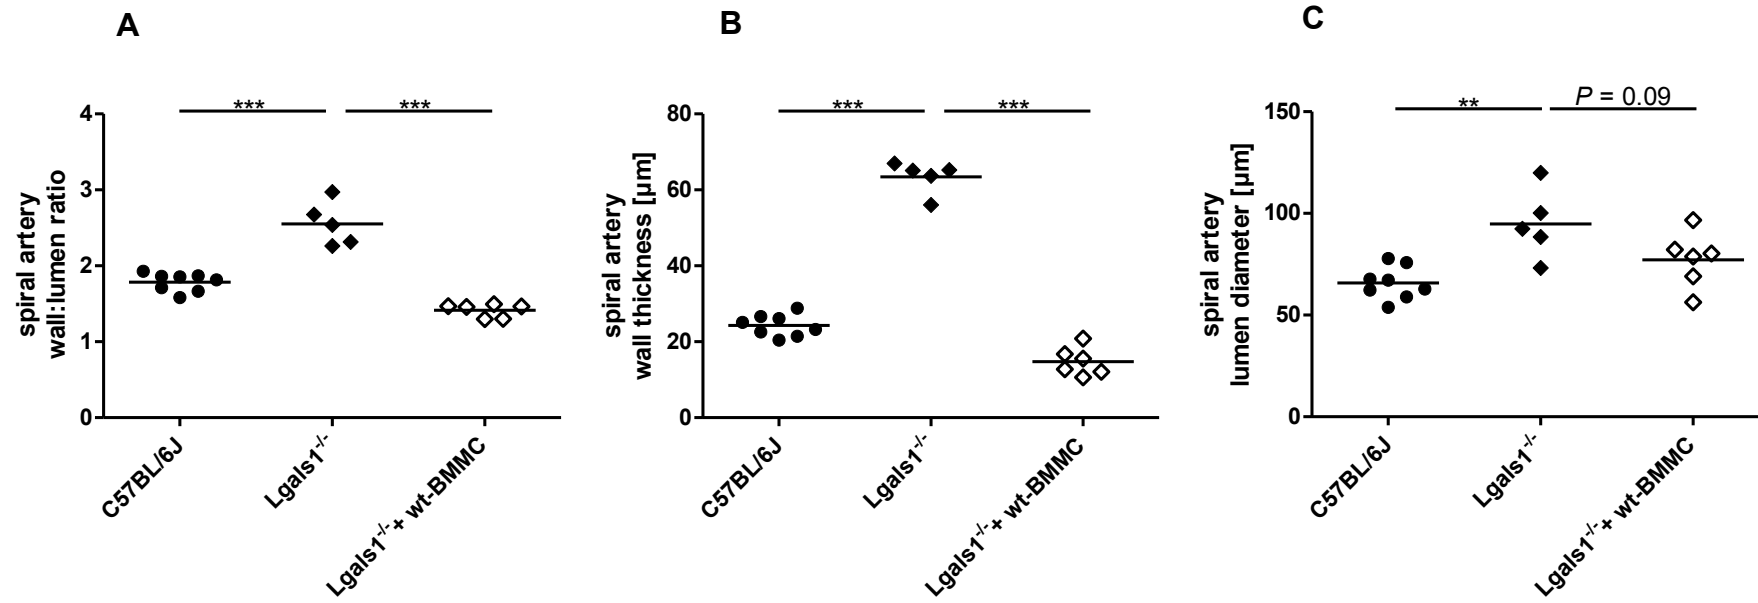 A
spiral artery
wall:lumen ratio
4
3
2
1
0
***
***
C57BL/6J
Lgals1-/-
Lgals1-/-+ wt-BMMC
B
spiral artery
wall thickness [µm]
80
60
40
20
0
***
***
C57BL/6J
Lgals1-/-
Lgals1-/-+ wt-BMMC
C
spiral artery
lumen diameter [µm]
150
100
50
0
**
P = 0.09
C57BL/6J
Lgals1-/-
Lgals1-/-+ wt-BMMC